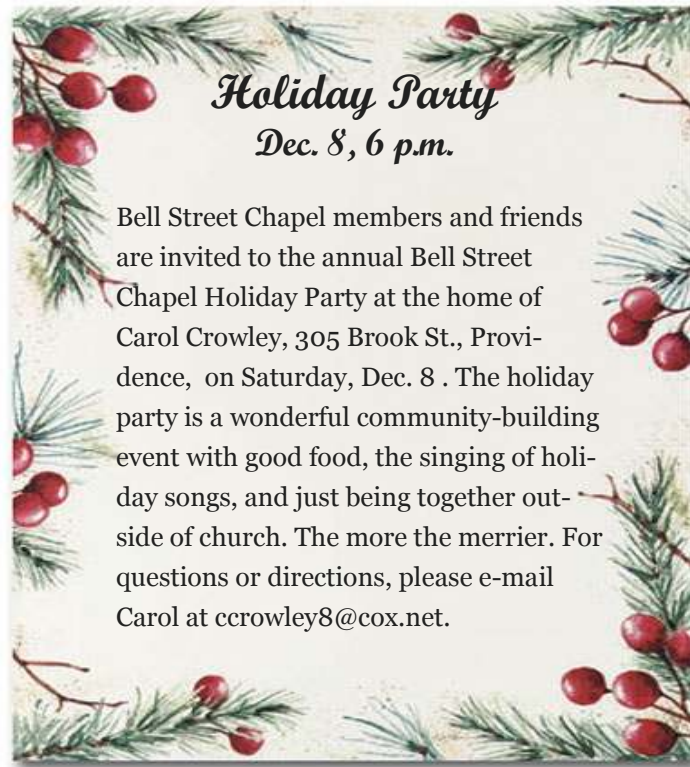 Holiday Party
Dec. 8, 6 p.m.
Bell Street Chapel members and friends
are invited to the annual Bell Street
Chapel Holiday Party at the home of
Carol Crowley, 305 Brook St., Provi-
dence,  on Saturday, Dec. 8 . The holiday
party is a wonderful community-building
event with good food, the singing of holi-
day songs, and just being together out-
side of church. The more the merrier. For
questions or directions, please e-mail
Carol at ccrowley8@cox.net.